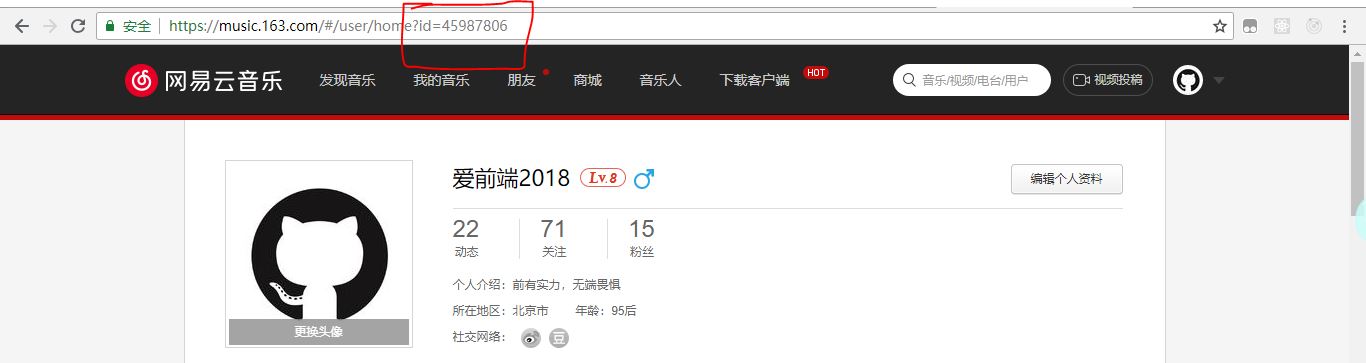 安全 https://music.163.com/#/user/home?id=45987806
网易云音乐 发现音乐 我的音乐 朋友 商城 音乐人 下载客户端 HOT 音乐/视频/电台/用户 视频投稿
爱前端2018 Lv.8 编辑个人资料
22 71 15
动态 关注 粉丝
个人介绍：前有实力，无端畏惧
所在地区：北京市 年龄：95后
更换头像
社交网络： 豆